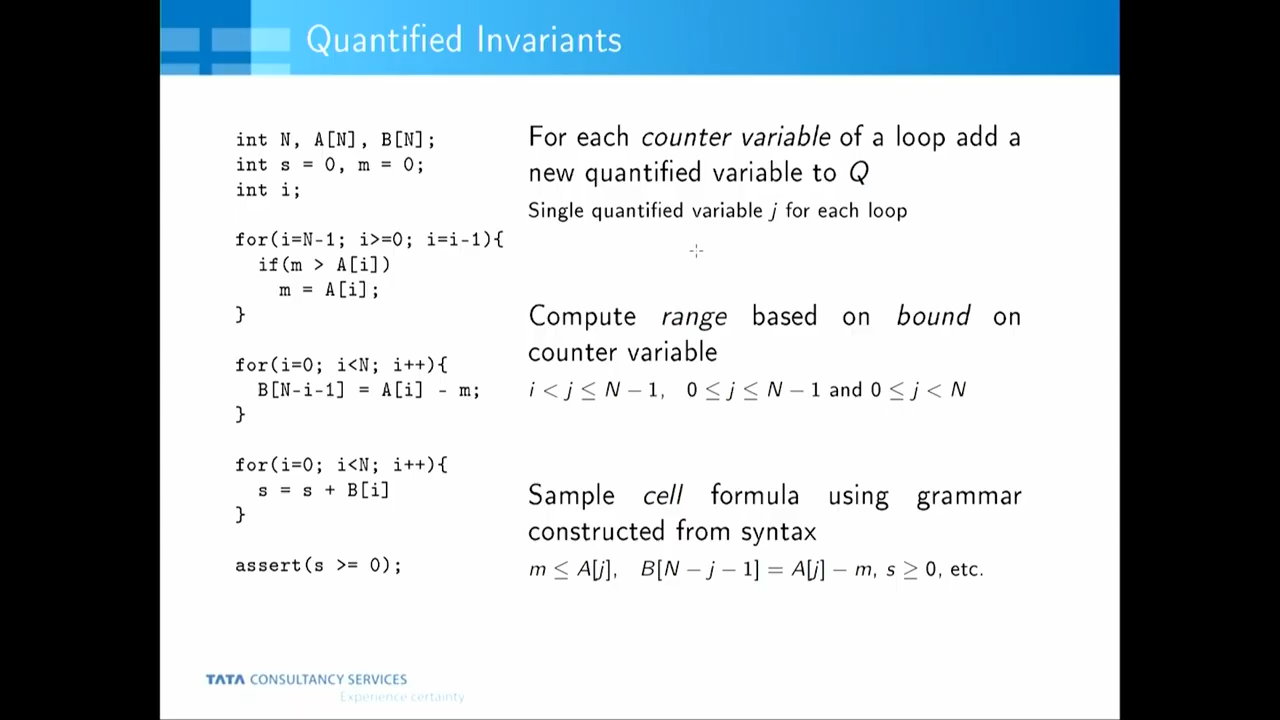 Quantified Invariants
int N, A[N], B[N];
int s = 0, m = 0;
int i;
for(i=N-1; i>=0; i=i-1){
if(m > A[i])
m = A[i];
}
for(i=0; i<N; i++){
B[N-i-1] = A[i] - m;
}
for(i=0; i<N; i++){
s = s + B[i]
}
assert(s >= 0);
For each counter variable of a loop add a
new quantified variable to Q
Single quantified variable j for each loop
Compute range based on bound on
counter variable
i < j ≤ N − 1, 0 ≤ j ≤ N − 1 and 0 ≤ j < N
Sample cell formula using grammar
constructed from syntax
m ≤ A[j], B[N − j − 1] = A[j] − m, s ≥ 0, etc.
TATA CONSULTANCY SERVICES
Experience certainty